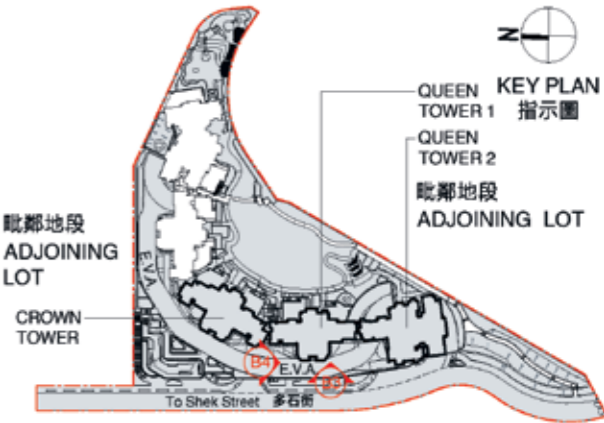 N
KEY PLAN
指示圖
QUEEN
TOWER 1
QUEEN
TOWER 2
毗鄰地段
ADJOINING LOT
毗鄰地段
ADJOINING
LOT
E.V.A
CROWN
TOWER
B4
E.V.A
To Shek Street 多石街